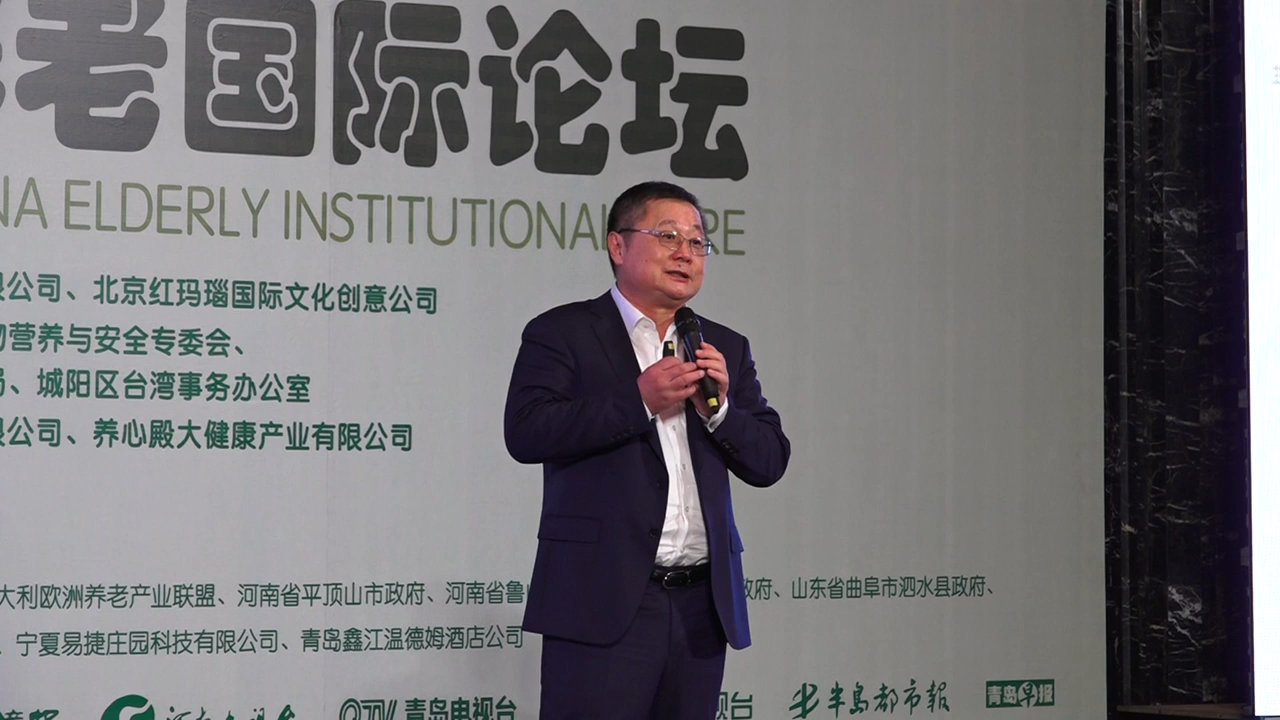 老国际论坛
NA ELDERLY INSTITUTIONAL RE
限公司、北京红玛瑙国际文化创意公司
物营养与安全专委会、
局、城阳区台湾事务办公室
限公司、养心殿大健康产业有限公司
大利欧洲养老产业联盟、河南省平顶山市政府、河南省鲁 政府、山东省曲阜市泗水县政府、
、宁夏易捷庄园科技有限公司、青岛鑫江温德姆酒店公司
QTV 青岛电视台 视台 半岛都市报 青岛早报